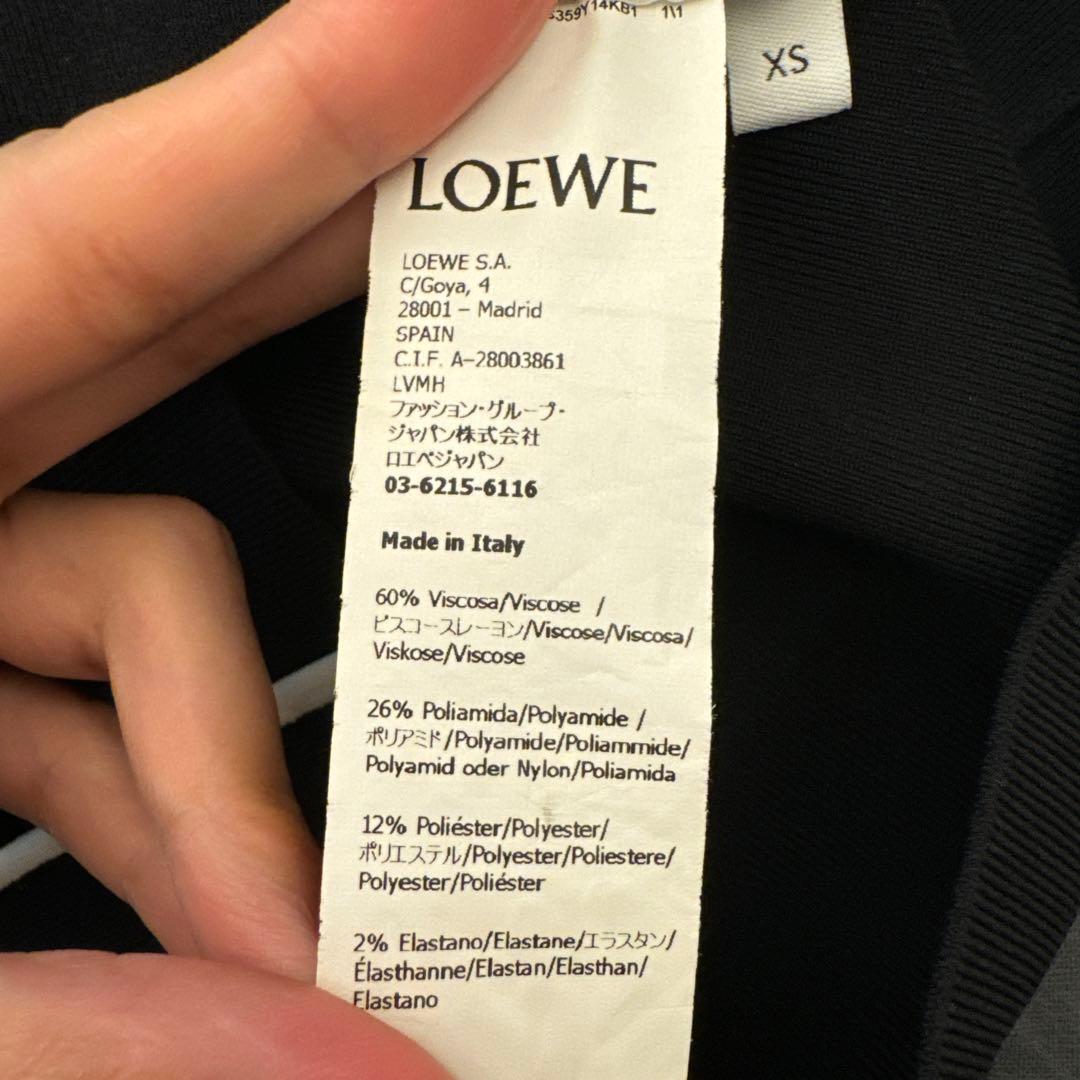 S359Y14KB1 1\1
XS
LOEWE
LOEWE S.A.
C/Goya, 4
28001 – Madrid
SPAIN
C.I.F. A-28003861
LVMH
ファッション・グループ・
ジャパン株式会社
ロエベジャパン
03-6215-6116
Made in Italy
60% Viscosa/Viscose /
ビスコースレーヨン/Viscose/Viscosa/
Viskose/Viscose
26% Poliamida/Polyamide /
ポリアミド/Polyamide/Poliammide/
Polyamid oder Nylon/Poliamida
12% Poliéster/Polyester/
ポリエステル/Polyester/Poliestere/
Polyester/Poliéster
2% Elastano/Elastane/エラスタン/
Élasthanne/Elastan/Elasthan/
Elastano